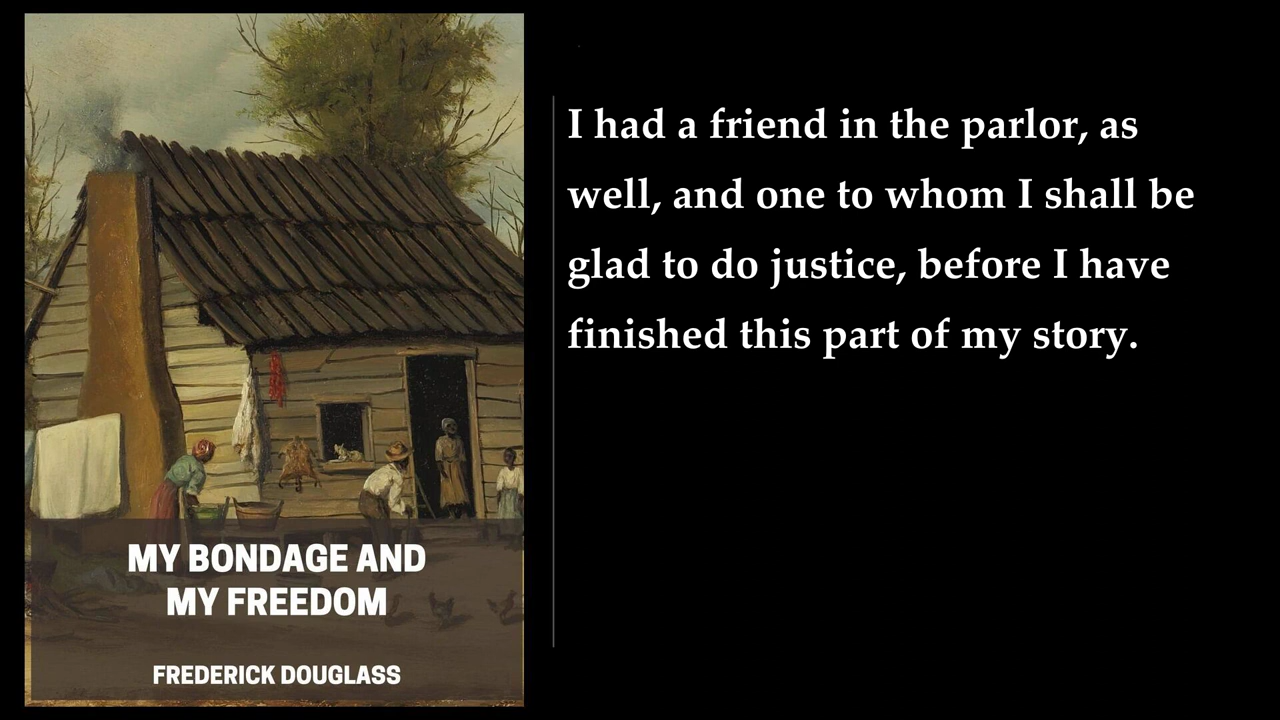 I had a friend in the parlor, as
well, and one to whom I shall be
glad to do justice, before I have
finished this part of my story.
MY BONDAGE AND
MY FREEDOM
FREDERICK DOUGLASS